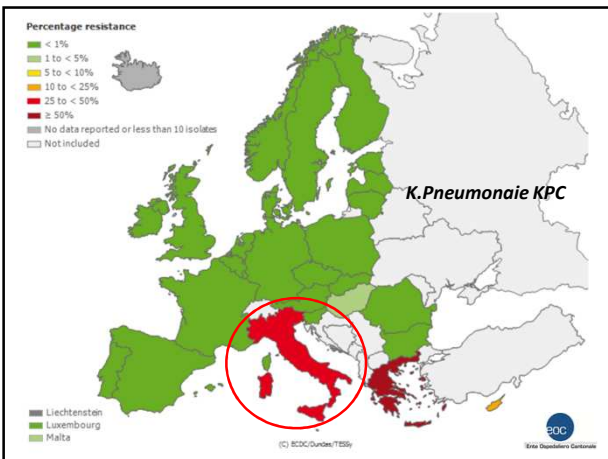 Percentage resistance
< 1%
1 to < 5%
5 to < 10%
10 to < 25%
25 to < 50%
≥ 50%
No data reported or less than 10 isolates
Not included
K.Pneumonaie KPC
Liechtenstein
Luxembourg
Malta
(C) ECDC/Dundas/TESSy
eoc
Ente Ospedaliero Cantonale